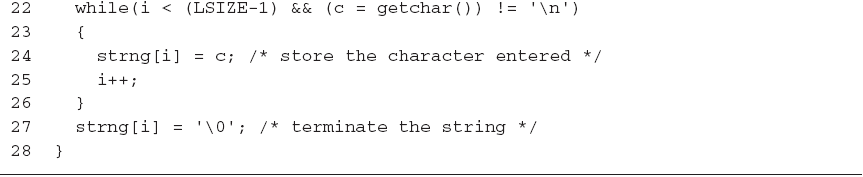 22    while(i < (LSIZE-1) && (c = getchar()) != '\n')
23    {
24      strng[i] = c; /* store the character entered */
25      i++;
26    }
27    strng[i] = '\0'; /* terminate the string */
28  }